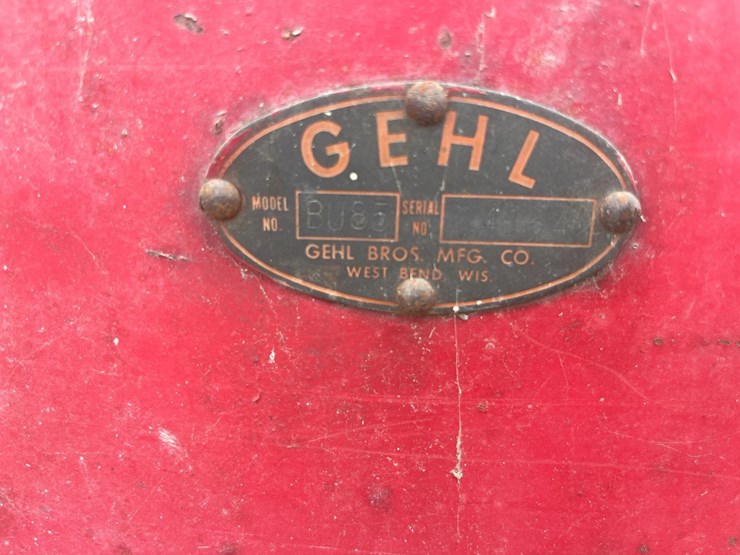 GEHL
MODEL NO. BU85 SERIAL NO.
GEHL BROS. MFG. CO.
WEST BEND, WIS.